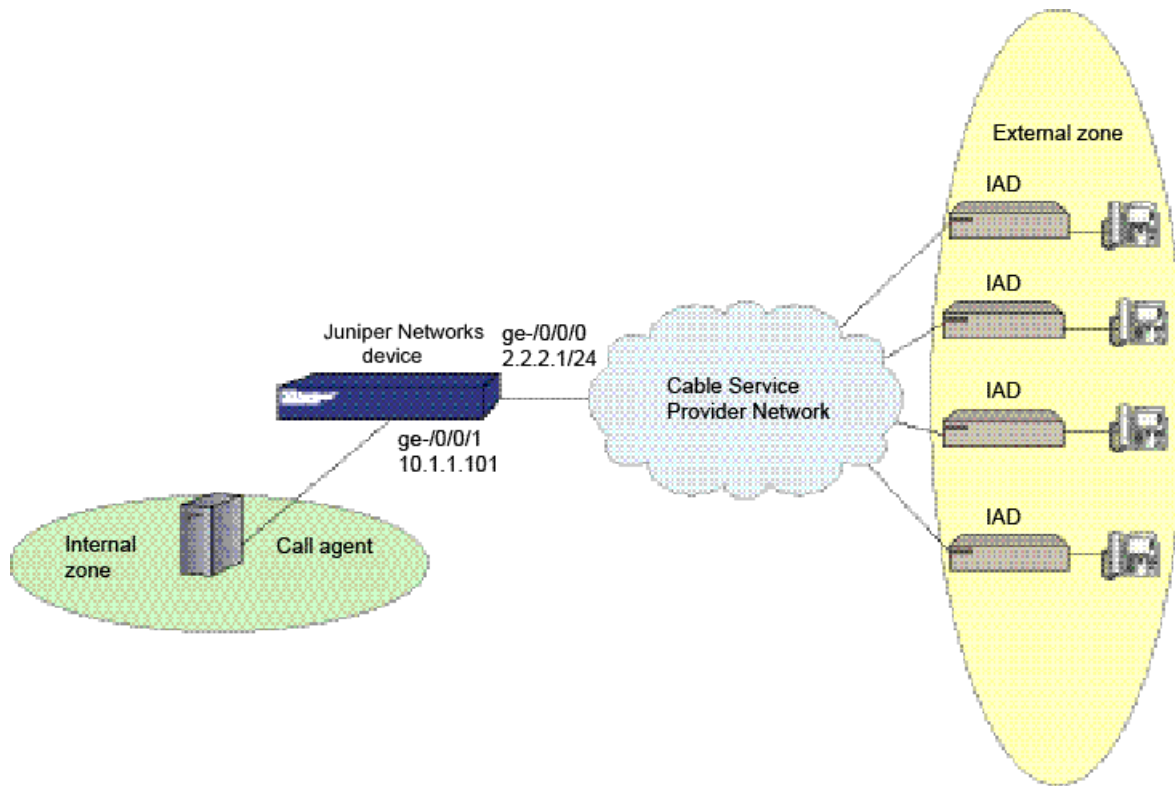 External zone
IAD
IAD
IAD
IAD
Juniper Networks
device
ge-/0/0/0
2.2.2.1/24
Cable Service
Provider Network
ge-/0/0/1
10.1.1.101
Internal
zone
Call agent